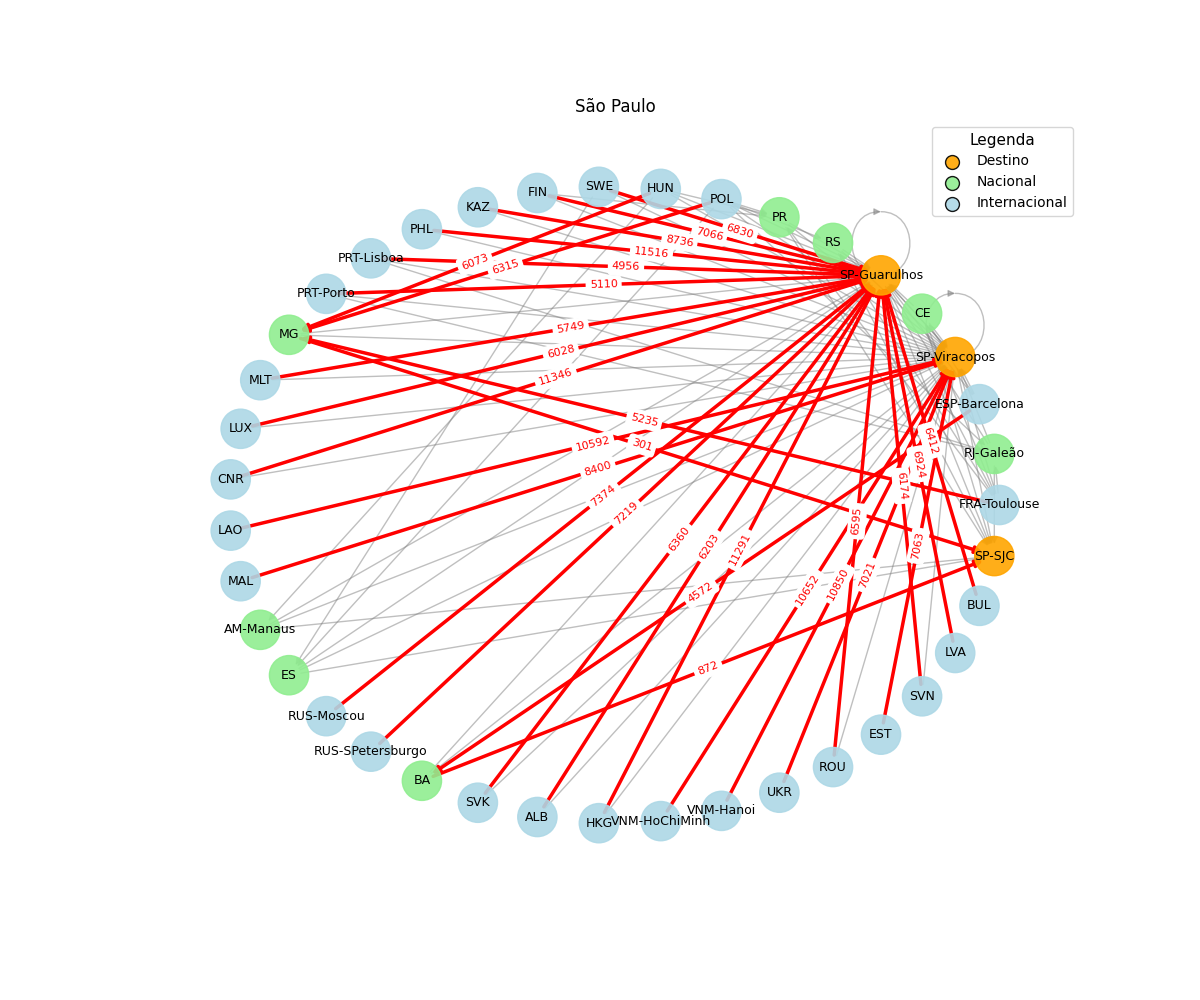 São Paulo
Legenda
Destino
Nacional
Internacional
SWE
HUN
FIN
POL
KAZ
PR
PHL
RS
PRT-Lisboa
SP-Guarulhos
PRT-Porto
CE
MG
SP-Viracopos
MLT
ESP-Barcelona
LUX
RJ-Galeão
CNR
FRA-Toulouse
LAO
SP-SJC
MAL
BUL
AM-Manaus
LVA
ES
SVN
RUS-Moscou
EST
RUS-SPetersburgo
ROU
BA
UKR
SVK
VNM-Hanoi
ALB
HKG
VNM-HoChiMinh
6830
7066
8736
11516
6073
6315
4956
5110
5749
6028
11346
5235
301
10592
8400
7374
7219
6412
6924
6174
6595
6360
6203
11291
7063
7021
10850
10652
4572
872